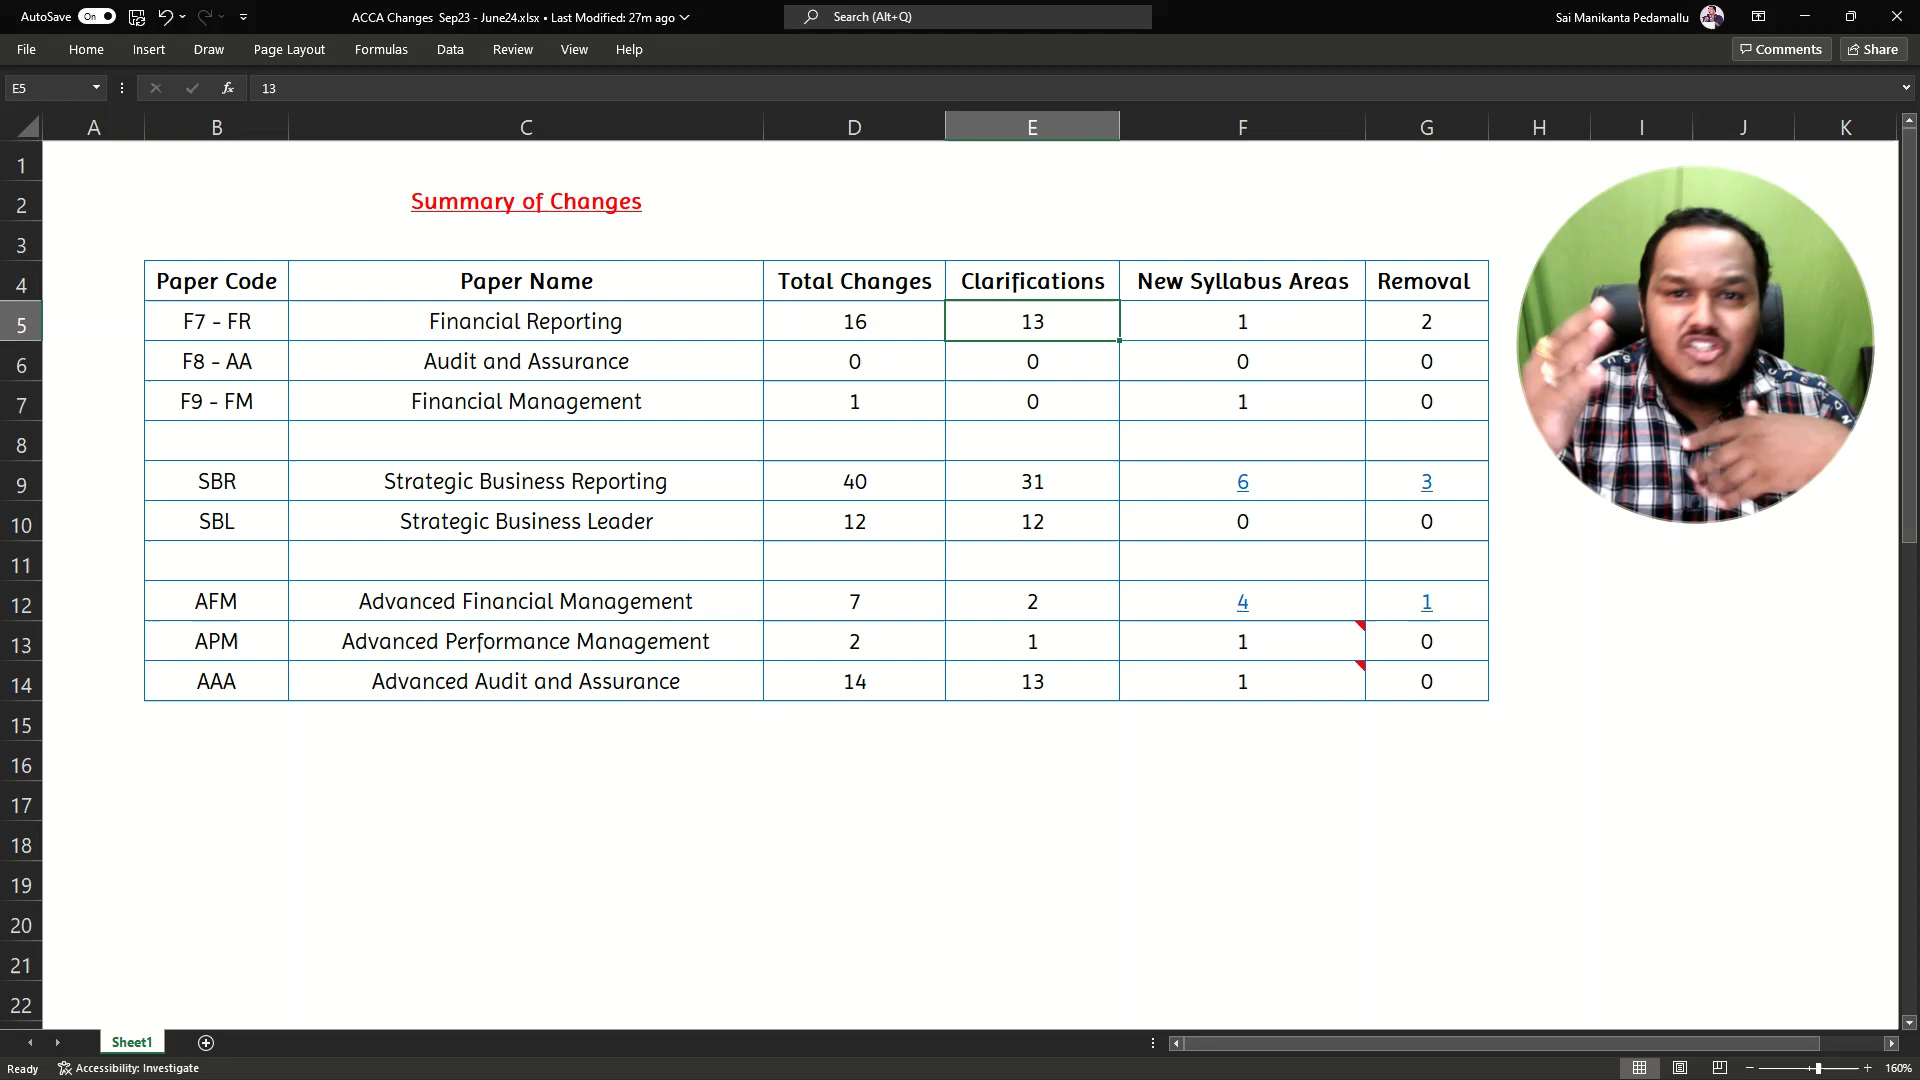 AutoSave On ACCA Changes Sep23 - June24.xlsx • Last Modified: 27m ago Search (Alt+Q) Sai Manikanta Pedamallu
File Home Insert Draw Page Layout Formulas Data Review View Help Comments Share
E5 fx 13
A B C D E F G H I J K
1
2 Summary of Changes
3
4 Paper Code Paper Name Total Changes Clarifications New Syllabus Areas Removal
5 F7 - FR Financial Reporting 16 13 1 2
6 F8 - AA Audit and Assurance 0 0 0 0
7 F9 - FM Financial Management 1 0 1 0
8
9 SBR Strategic Business Reporting 40 31 6 3
10 SBL Strategic Business Leader 12 12 0 0
11
12 AFM Advanced Financial Management 7 2 4 1
13 APM Advanced Performance Management 2 1 1 0
14 AAA Advanced Audit and Assurance 14 13 1 0
15
16
17
18
19
20
21
22
Sheet1
Ready Accessibility: Investigate 160%